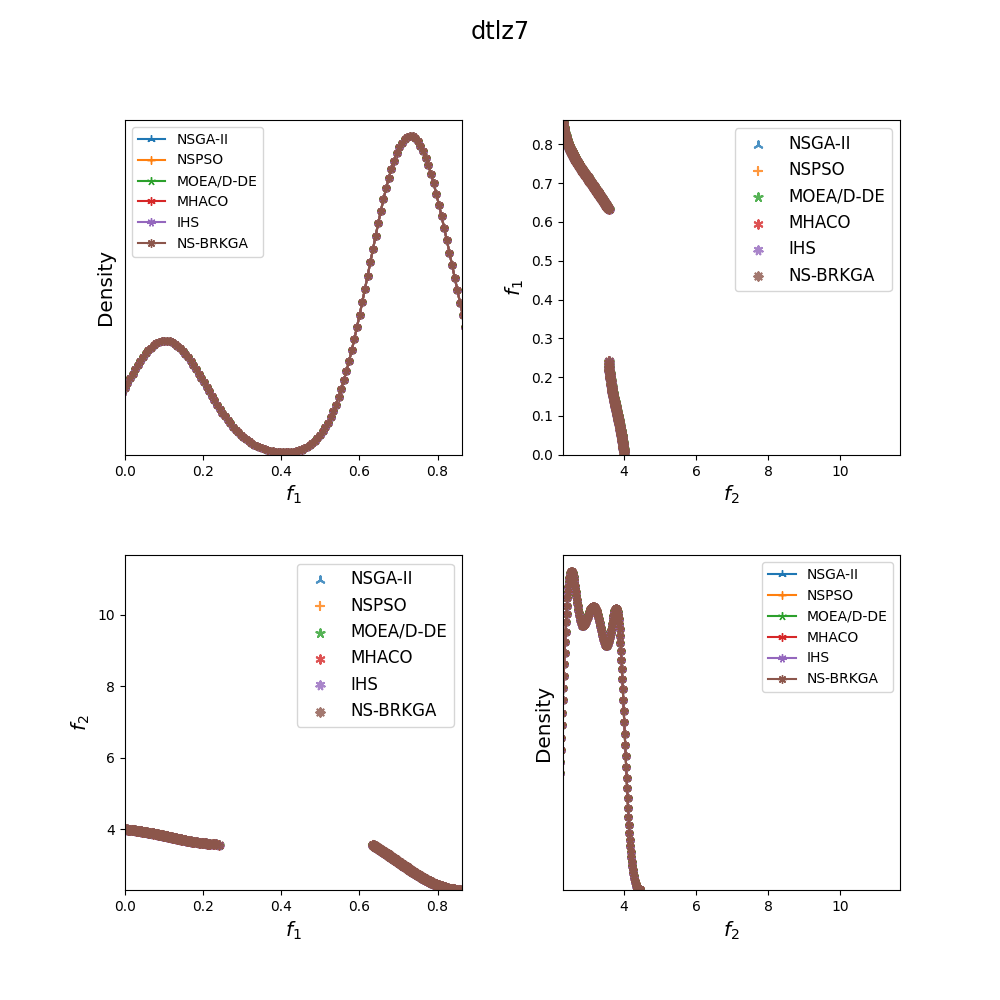 dtlz7
NSGA-II
NSPSO
MOEA/D-DE
MHACO
IHS
NS-BRKGA
Density
0.0 0.2 0.4 0.6 0.8
f1
0.8
0.7
0.6
0.5
0.4
0.3
0.2
0.1
0.0
f1
NSGA-II
NSPSO
MOEA/D-DE
MHACO
IHS
NS-BRKGA
4 6 8 10
f2
10
8
6
4
f2
NSGA-II
NSPSO
MOEA/D-DE
MHACO
IHS
NS-BRKGA
0.0 0.2 0.4 0.6 0.8
f1
Density
NSGA-II
NSPSO
MOEA/D-DE
MHACO
IHS
NS-BRKGA
4 6 8 10
f2